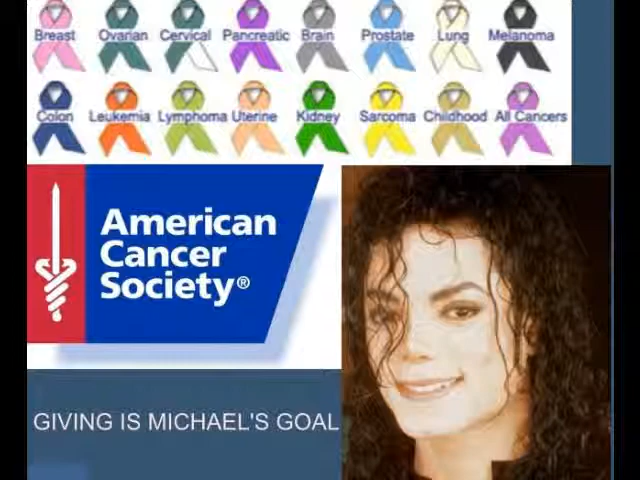 Breast Ovarian Cervical Pancreatic Brain Prostate Lung Melanoma
Colon Leukemia Lymphoma Uterine Kidney Sarcoma Childhood All Cancers
American
Cancer
Society®
GIVING IS MICHAEL'S GOAL